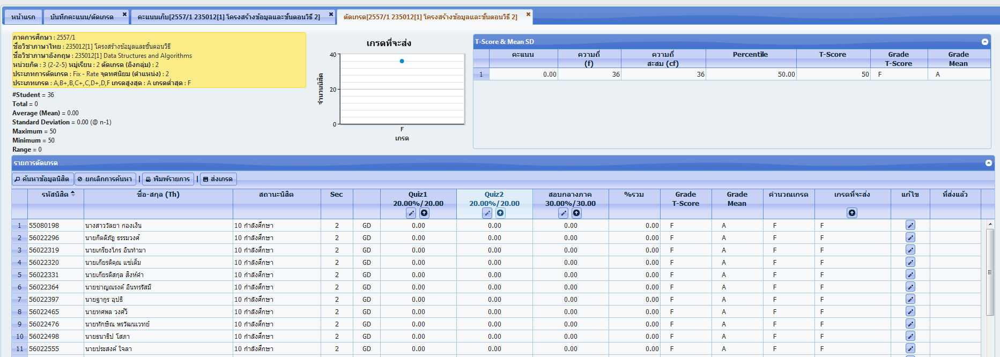 หน้าแรก
บันทึกคะแนน/ตัดเกรด
คะแนนเก็บ[2557/1 235012[1] โครงสร้างข้อมูลและขั้นตอนวิธี 2]
ตัดเกรด[2557/1 235012[1] โครงสร้างข้อมูลและขั้นตอนวิธี 2]
ภาคการศึกษา : 2557/1
ชื่อวิชาภาษาไทย : 235012[1] โครงสร้างข้อมูลและขั้นตอนวิธี
ชื่อวิชาภาษาอังกฤษ : 235012[1] Data Structures and Algorithms
หน่วยกิต : 3 (2-2-5) หมู่เรียน : 2 ตัดเกรด (อิงกลุ่ม) : 2
ประเภทการตัดเกรด : Fix - Rate จุดทศนิยม (ตำแหน่ง) : 2
ประเภทเกรด : A,B+,B,C+,C,D+,D,F เกรดสูงสุด : A เกรดต่ำสุด : F
#Student = 36
Total = 0
Average (Mean) = 0.00
Standard Deviation = 0.00 (@ n-1)
Maximum = 50
Minimum = 50
Range = 0
เกรดที่จะส่ง
จำนวนนิสิต
40
20
0
F
เกรด
T-Score & Mean SD
คะแนน ความถี่ (f) ความถี่สะสม (cf) Percentile T-Score Grade T-Score Grade Mean
1 0.00 36 36 50.00 50 F A
รายการตัดเกรด
ค้นหาข้อมูลนิสิต ยกเลิกการค้นหา | พิมพ์รายการ | ส่งเกรด
รหัสนิสิต ชื่อ-สกุล (Th) สถานะนิสิต Sec Quiz1 Quiz2 สอบกลางภาค %รวม Grade Grade คำนวณเกรด เกรดที่จะส่ง แก้ไข ที่ส่งแล้ว
20.00%/20.00 20.00%/20.00 30.00%/30.00 T-Score Mean
1 55080198 นางสาววัลยา กองเงิน 10 กำลังศึกษา 2 GD 0.00 0.00 0.00 0.00 F A F F
2 56022296 นายกิตติภัฎ ธรรมวงศ์ 10 กำลังศึกษา 2 GD 0.00 0.00 0.00 0.00 F A F F
3 56022319 นายเกรียงไกร อินทำมา 10 กำลังศึกษา 2 GD 0.00 0.00 0.00 0.00 F A F F
4 56022320 นายเกียรติคุณ แซ่เต็ม 10 กำลังศึกษา 2 GD 0.00 0.00 0.00 0.00 F A F F
5 56022331 นายเกียรติสกุล สิงห์คำ 10 กำลังศึกษา 2 GD 0.00 0.00 0.00 0.00 F A F F
6 56022364 นายชาญณรงค์ อินทรรัสมี 10 กำลังศึกษา 2 GD 0.00 0.00 0.00 0.00 F A F F
7 56022397 นายฐากูร อุปธิ 10 กำลังศึกษา 2 GD 0.00 0.00 0.00 0.00 F A F F
8 56022465 นายทศพล วงศ์วี 10 กำลังศึกษา 2 GD 0.00 0.00 0.00 0.00 F A F F
9 56022476 นายทักษิณ พรวัฒนเวทย์ 10 กำลังศึกษา 2 GD 0.00 0.00 0.00 0.00 F A F F
10 56022498 นายธนาธิป โสภา 10 กำลังศึกษา 2 GD 0.00 0.00 0.00 0.00 F A F F
11 56022555 นายประสงค์ ใจลา 10 กำลังศึกษา 2 GD 0.00 0.00 0.00 0.00 F A F F